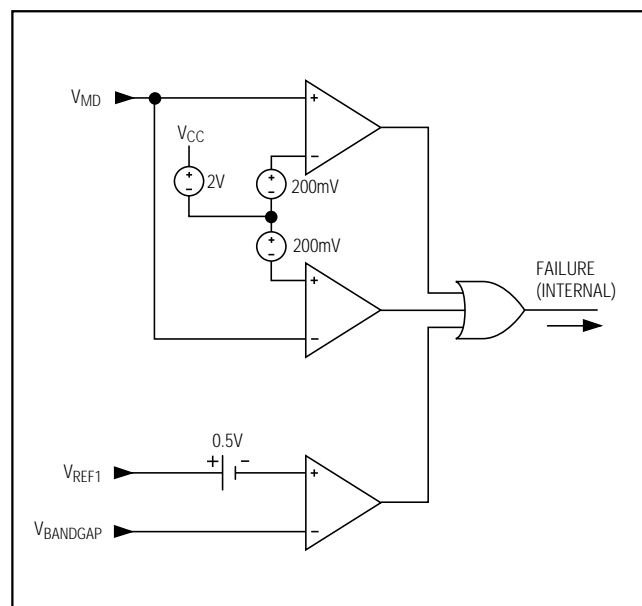 V_MD
V_CC
+
-
+
-
2V
+
-
200mV
+
-
200mV
+
-
FAILURE
(INTERNAL)
0.5V
+ -
V_REF1
+
V_BANDGAP
-